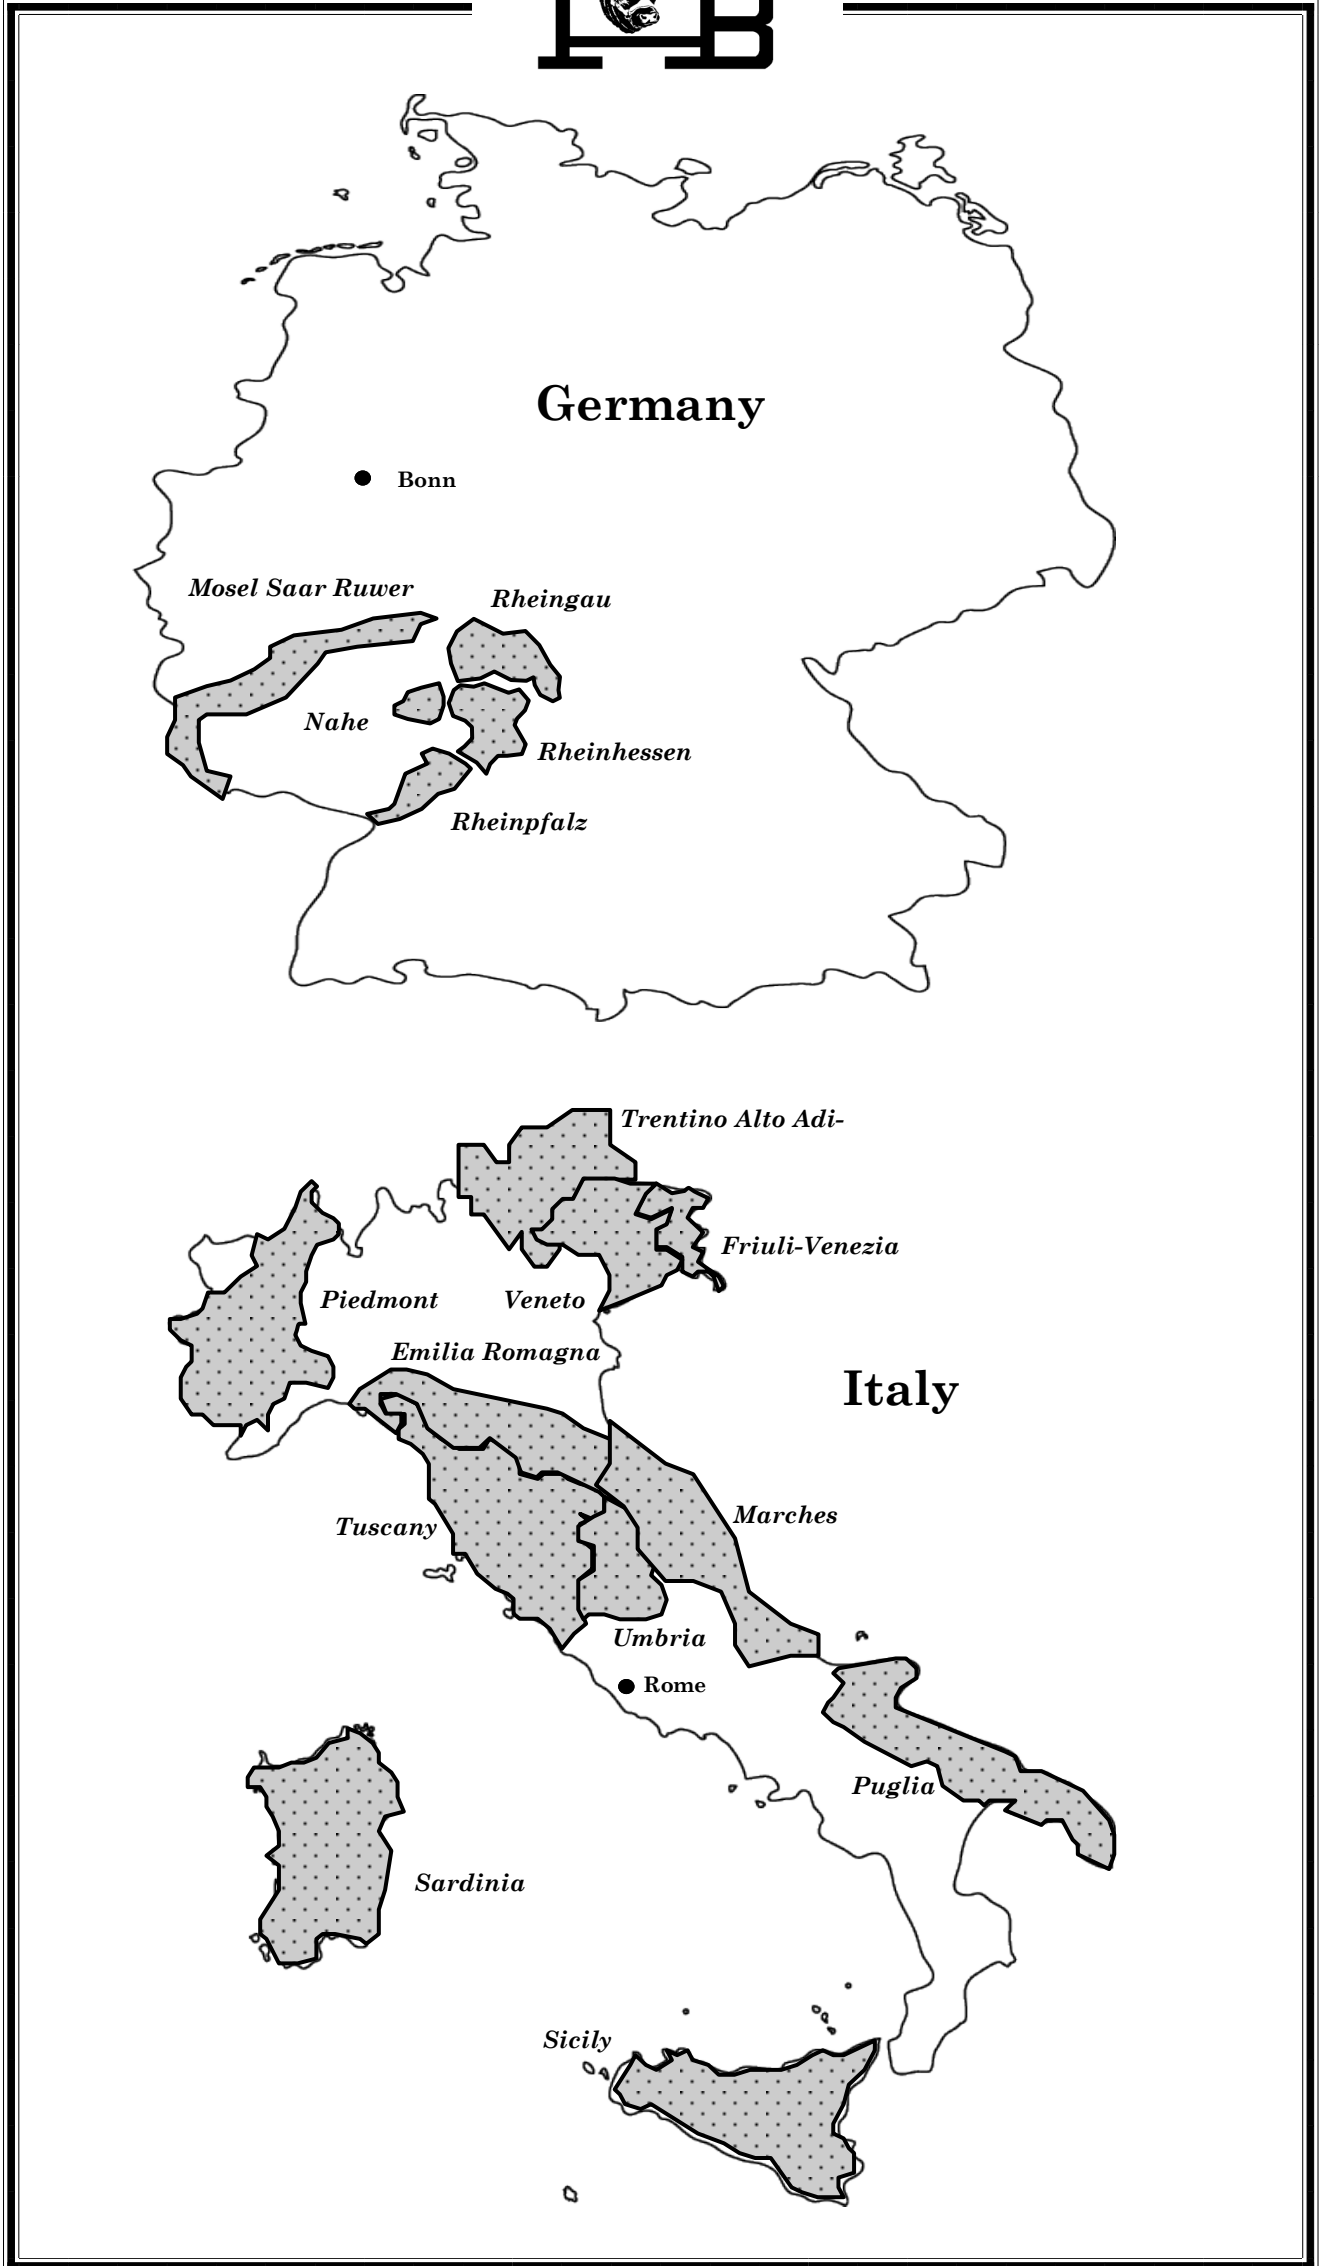 B
Germany
Bonn
Mosel Saar Ruwer
Rheingau
Nahe
Rheinhessen
Rheinpfalz
Trentino Alto Adi-
Friuli-Venezia
Piedmont
Veneto
Emilia Romagna
Italy
Marches
Tuscany
Umbria
Rome
Puglia
Sardinia
Sicily